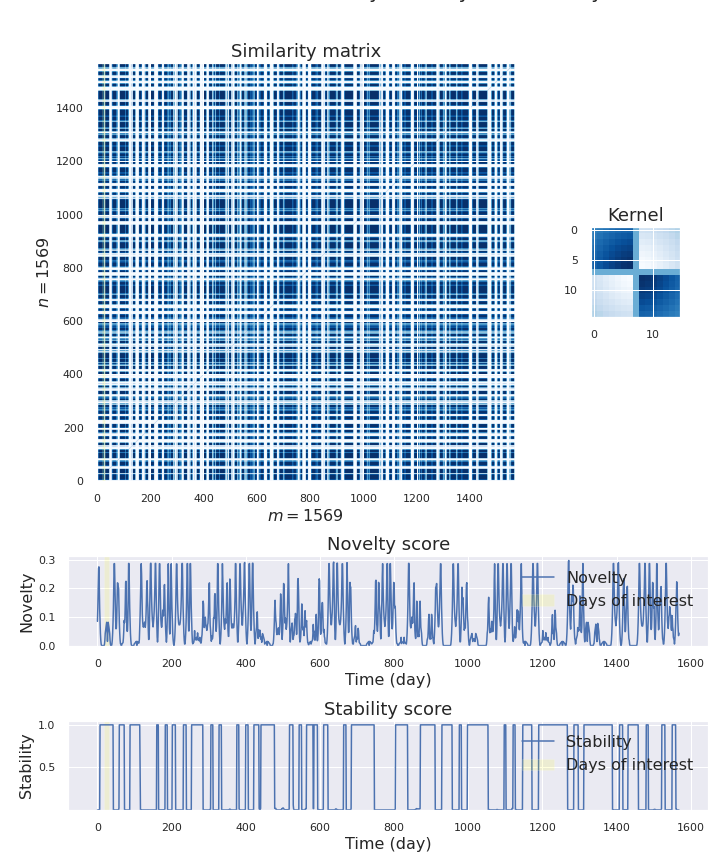 Similarity matrix
1400
1200
1000
800
600
400
200
0
n = 1569
0 200 400 600 800 1000 1200 1400
m = 1569
Kernel
0
5
10
0 10
Novelty score
0.3
0.2
0.1
0.0
Novelty
Novelty
Days of interest
0 200 400 600 800 1000 1200 1400 1600
Time (day)
Stability score
1.0
0.5
Stability
Stability
Days of interest
0 200 400 600 800 1000 1200 1400 1600
Time (day)